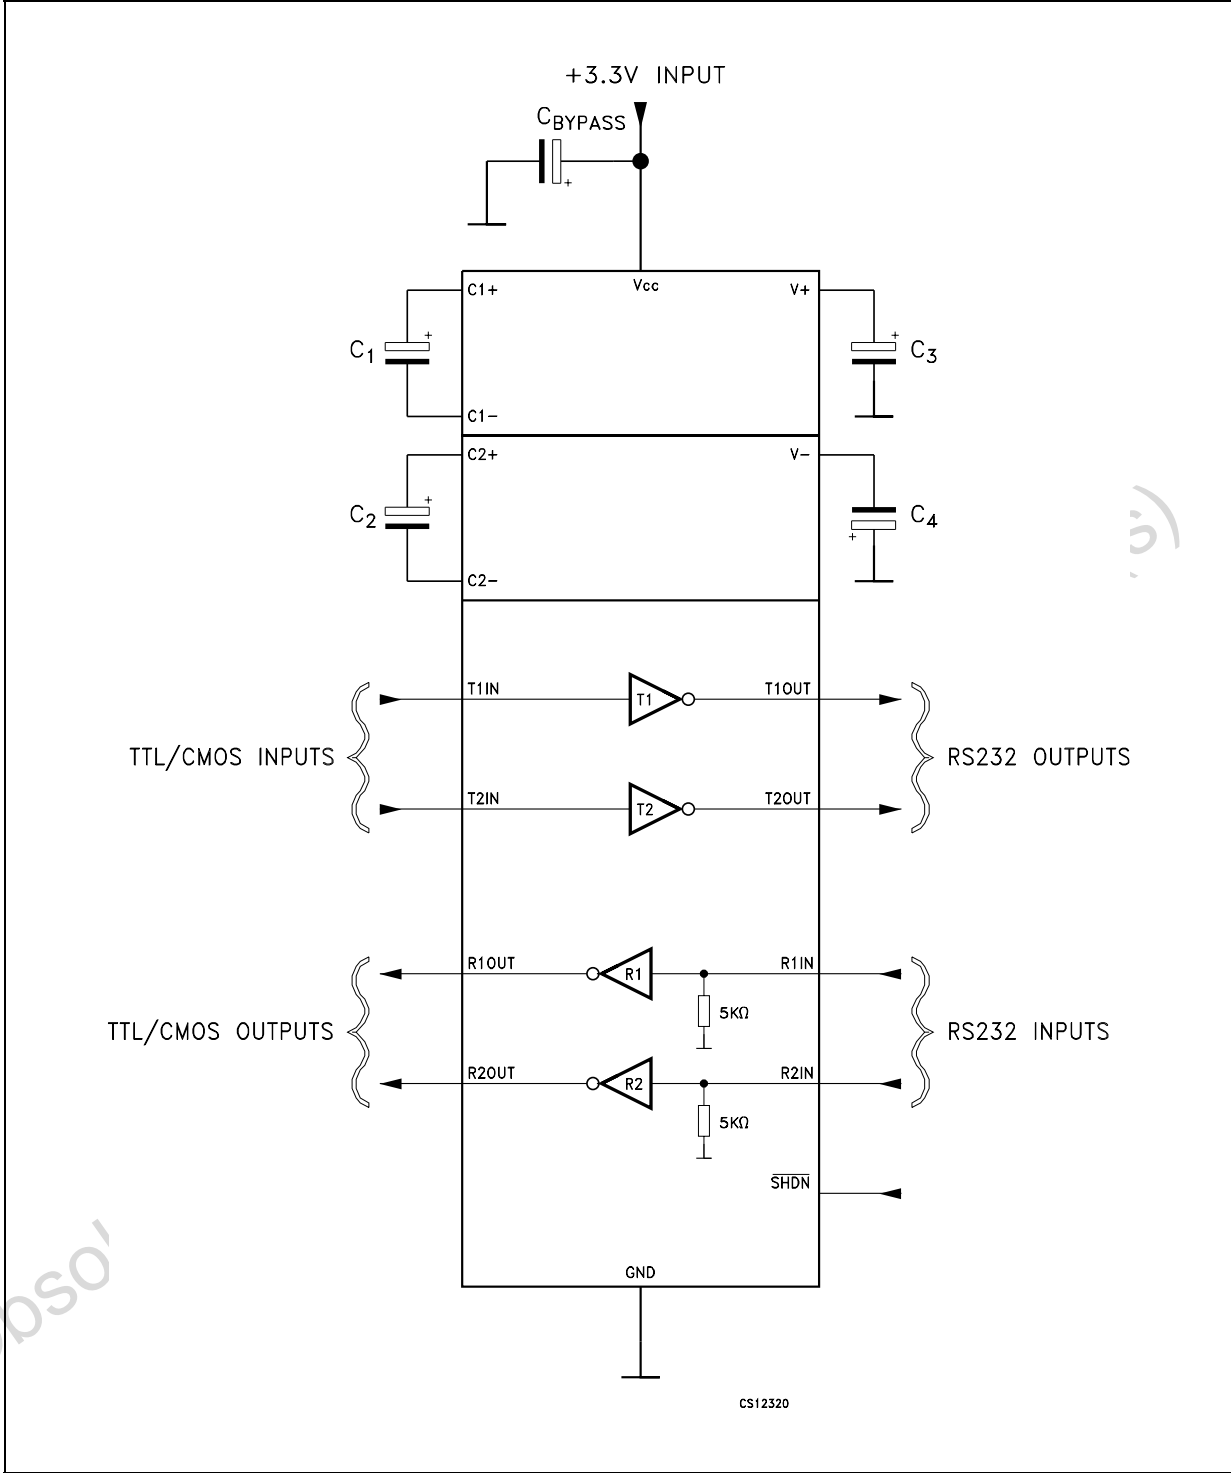 +3.3V INPUT
CBYPASS
Vcc
C1+
V+
C1
C3
C1-
C2+
V-
C2
C4
C2-
T1IN
T1
T1OUT
TTL/CMOS INPUTS
RS232 OUTPUTS
T2IN
T2
T2OUT
R1OUT
R1
R1IN
5KΩ
TTL/CMOS OUTPUTS
RS232 INPUTS
R2OUT
R2
R2IN
5KΩ
SHDN
GND
CS12320